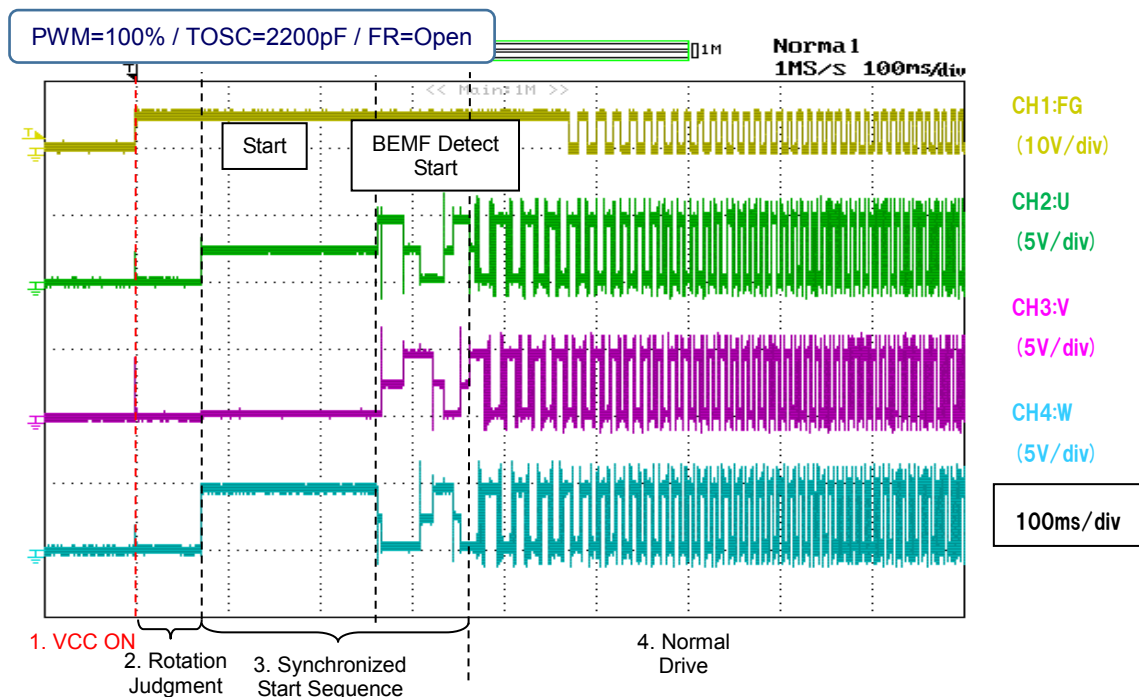 PWM=100% / TOSC=2200pF / FR=Open
1M
Normal
1MS/s 100ms/div
T
<< Main:1M >>
CH1:FG
(10V/div)
T
Start
BEMF Detect
Start
CH2:U
(5V/div)
CH3:V
(5V/div)
CH4:W
(5V/div)
100ms/div
1. VCC ON
2. Rotation
Judgment
3. Synchronized
Start Sequence
4. Normal
Drive